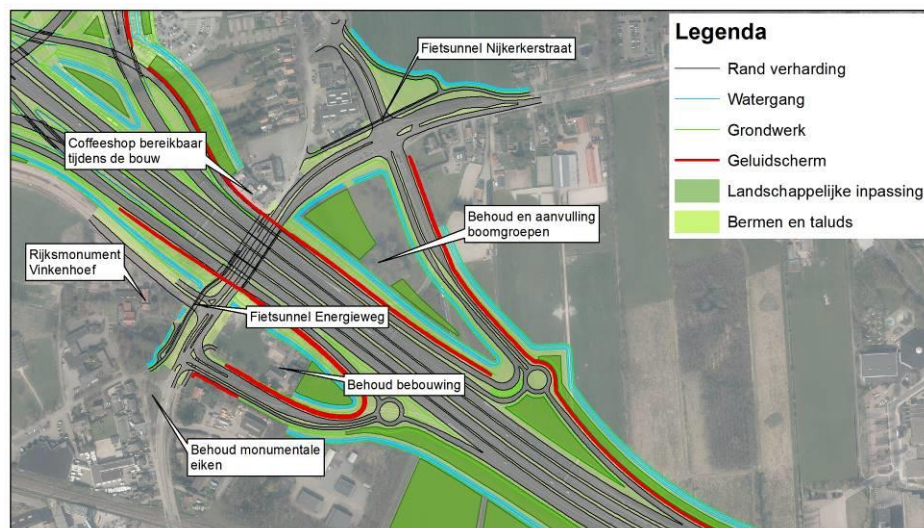 Fietsunnel Nijkerkerstraat
Coffeeshop bereikbaar
tijdens de bouw
Behoud en aanvulling
boomgroepen
Rijksmonument
Vinkenhoef
Fietsunnel Energieweg
Behoud bebouwing
Behoud monumentale
eiken
Legenda
Rand verharding
Watergang
Grondwerk
Geluidscherm
Landschappelijke inpassing
Bermen en taluds